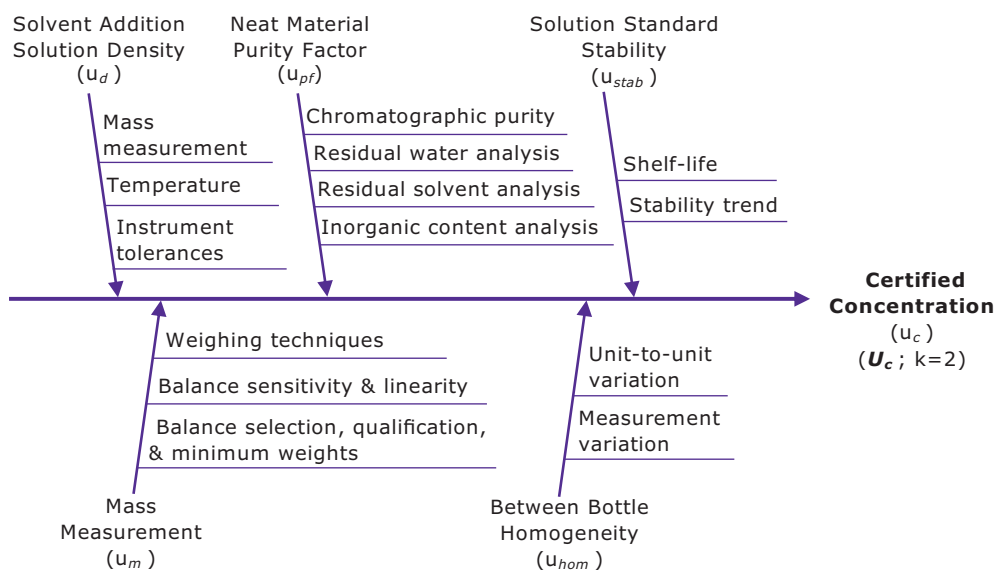 Solvent Addition
Solution Density
(u_d )
Neat Material
Purity Factor
(u_pf)
Solution Standard
Stability
(u_stab )
Mass
measurement
Temperature
Instrument
tolerances
Chromatographic purity
Residual water analysis
Residual solvent analysis
Inorganic content analysis
Shelf-life
Stability trend
Certified
Concentration
(u_c )
(U_c ; k=2)
Weighing techniques
Balance sensitivity & linearity
Balance selection, qualification,
& minimum weights
Unit-to-unit
variation
Measurement
variation
Mass
Measurement
(u_m )
Between Bottle
Homogeneity
(u_hom )